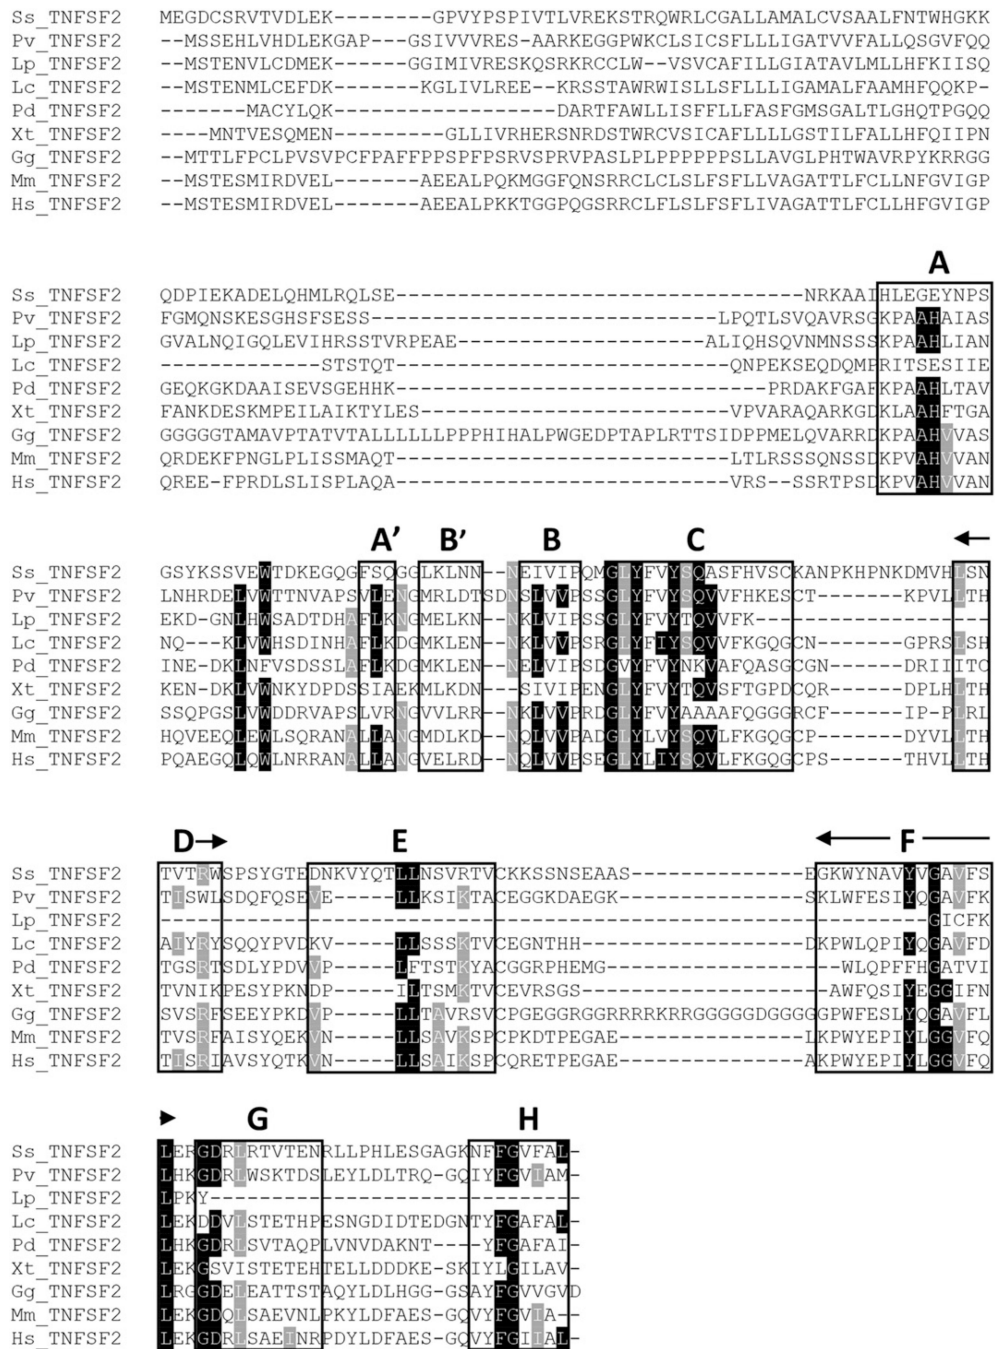 Ss_TNFSF2 MEGDCSRVTVDLEK--------GPVYPSPIVTLVREKSTRQWRLCGALLAMALCVSAALFNTWHGKK
Pv_TNFSF2 --MSSEHLVHDLEKGAP---GSIVVVRES-AARKEGGPWKCLSICSFLLLIGATVVFALLQSGVFQQ
Lp_TNFSF2 --MSTENVLCDMEK------GGIMIVRESKQSRKRCCLW--VSVCAFILLGIATAVLMLLHFKIISQ
Lc_TNFSF2 --MSTENMLCEFDK-------KGLIVLREE--KRSSTAWRWISLLSFLLLIGAMALFAAMHFQQKP-
Pd_TNFSF2 -------MACYLQK------------DARTFAWLLISFFLLFASFGMSGALTLGHQTPGQQ
Xt_TNFSF2 ----MNTVESQMEN---------GLLIVRHERSNRDSTWRCVSICAFLLLLGSTILFALLHFQIIPN
Gg_TNFSF2 --MTTLFPCLPVSVPCFPAFFPPSPFPSRVSPRVPASLPLPPPPPPSLLAVGLPHTWAVRPYKRRGG
Mm_TNFSF2 --MSTESMIRDVEL-------AEEALPQKMGGFQNSRRCLCLSLFSFLLVAGATTLFCLLNFGVIGP
Hs_TNFSF2 --MSTESMIRDVEL-------AEEALPKKTGGPQGSRRCLFLSLFSFLIVAGATTLFCLLHFGVIGP
A
Ss_TNFSF2 QDPIEKADELQHMLRQLSE---------------------------------NRKAAIHLEGEYNPS
Pv_TNFSF2 FGMQNSKESGHSFSESS----------------------------LPQTLSVQAVRSGKPAAHAIAS
Lp_TNFSF2 GVALNQIGQLEVIHRSSTVRPEAE--------------------ALIQHSQVNMNSSSKPAAHLIAN
Lc_TNFSF2 -------------STSTQT---------------------------QNPEKSEQDQMPRITSESIIE
Pd_TNFSF2 GEQKGKDAAISEVSGEHHK------------------------------PRDAKFGAFKPAAHLTAV
Xt_TNFSF2 FANKDESKMPEILAIKTYLES-------------------------VPVARAQARKGDKLAAHFTGA
Gg_TNFSF2 GGGGGTAMAVPTATVTALLLLLLPPPHIHALPWGEDPTAPLRTTSIDPPMELQVARRDKPAAHVVAS
Mm_TNFSF2 QRDEKFPNGLPLISSMAQT---------------------------LTLRSSSQNSSDKPVAHVVAN
Hs_TNFSF2 QREE-FPRDLSLISPLAQA---------------------------VRS--SSRTPSDKPVAHVVAN
A’ B’ B C ←
Ss_TNFSF2 GSYKSSVEWTDKEGQGFSQGGLKLNN--NEIVIPQMGLYFVYSQASFHVSCKANPKHPNKDMVHLSN
Pv_TNFSF2 LNHRDELVWTTNVAPSVLENGMRLDTSDNSLVVPSSGLYFVYSQVVFHKESCT------KPVLLLTH
Lp_TNFSF2 EKD-GNLHWSADTDHAFLKNGMELKN--NKLVIPSSGLYFVYTQVVFK-------------------
Lc_TNFSF2 NQ--KLVWHSDINHAFLKDGMKLEN--NKLVVPSRGLYFIYSQVVFKGQGCN------GPRSLLSH
Pd_TNFSF2 INE-DKLNFVSDSSLAFLKDGMKLEN--NELVIPSDGVYFVYNKVAFQASGCGN-----DRIIITC
Xt_TNFSF2 KEN-DKLVWNKYDPDSSIAEKMLKDN---SIVIPENGLYFVYTQVSFTGPDCQR------DPLHLTH
Gg_TNFSF2 SSQPGSLVWDDRVAPSLVRNGVVLRR--NKLVVPRDGLYFVYAAAAFQGGGRCF------IP-PLRI
Mm_TNFSF2 HQVEEQLEWLSQRANALLANGMDLKD--NQLVVPADGLYLVYSQVLFKGQGCP------DYVLLTH
Hs_TNFSF2 PQAEGQLQWLNRRANALLANGVELRD--NQLVVPSEGLYLIYSQVLFKGQGCPS------THVLLTH
D→ E ← F
Ss_TNFSF2 TVTRWSPSYGTEDNKVYQTLLNSVRTVCKKSSNSEAAS--------------EGKWYNAVYVGAVFS
Pv_TNFSF2 TISWLSDQFQSEVE-----LLKSIKTACEGGKDAEGK---------------SKLWFESIYQGAVFK
Lp_TNFSF2 --------------------------------------------------------------GICFK
Lc_TNFSF2 AIYRYSQQYPVDKV-----LLSSSKTVCEGNTHH------------------DKPWLQPIYQGAVFD
Pd_TNFSF2 TGSRTSDLYPDVVP-----LFTSTKYACGGRPHEMG-------------------WLQPFFHGATVI
Xt_TNFSF2 TVNIKPESYPKNDP-----ILTSMKTVCEVRSGS--------------------AWFQSIYEGGIFN
Gg_TNFSF2 SVSRFSEEYPKDVP-----LLTAVRSVCPGEGGRGGRRRRKRRGGGGGDGGGGGPWFESLYQGAVFL
Mm_TNFSF2 TVSRFAISYQEKVN-----LLSAVKSPCPKDTPEGAE---------------LKPWYEPIYLGGVFQ
Hs_TNFSF2 TISRIAVSYQTKVN-----LLSAIKSPCQRETPEGAE---------------AKPWYEPIYLGGVFQ
G H
Ss_TNFSF2 LERGDRLRTVTENRLLPHLESGAGKNFFGVFAL-
Pv_TNFSF2 LHKGDRLWSKTDSLEYLDLTRQ-GQIYFGVIAM-
Lp_TNFSF2 LPKY------------------------------
Lc_TNFSF2 LEKDDVLSTETHPESNGDIDTEDGNTYFGAFAL-
Pd_TNFSF2 LHKGDRLSVTAQPLVNVDAKNT----YFGAFAI-
Xt_TNFSF2 LEKGSVISTETEHTELLDDDKE-SKIYLGILAV-
Gg_TNFSF2 LRGGDELEATTSTAQYLDLHGG-GSAYFGVVGVD
Mm_TNFSF2 LEKGDQLSAEVNLPKYLDFAES-GQVYFGVIA--
Hs_TNFSF2 LEKGDRLSAEINRPDYLDFAES-GQVYFGIIAL-